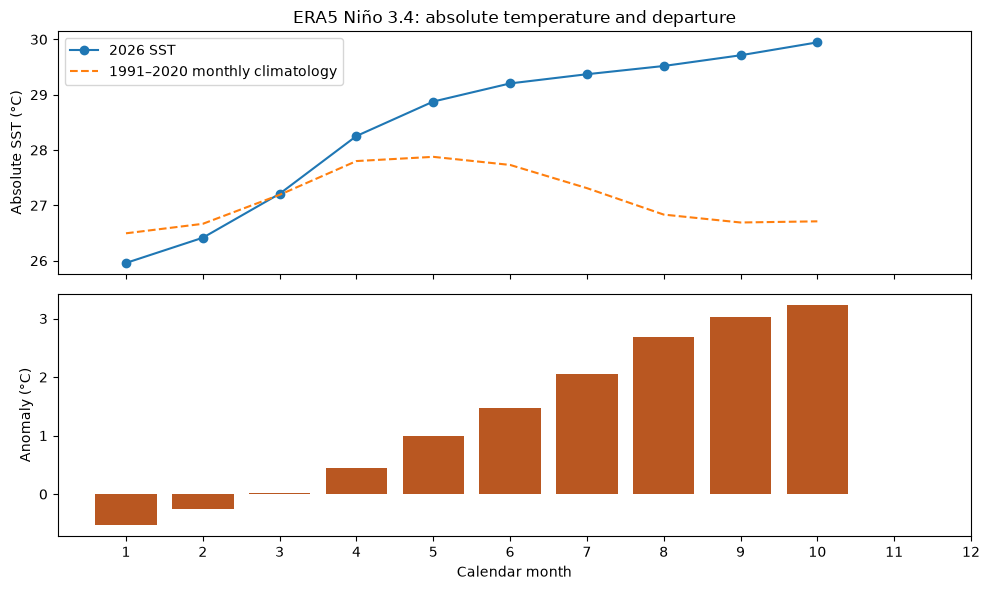 ERA5 Niño 3.4: absolute temperature and departure
30
29
28
27
26
Absolute SST (°C)
2026 SST
1991–2020 monthly climatology
3
2
1
0
Anomaly (°C)
1 2 3 4 5 6 7 8 9 10 11 12
Calendar month